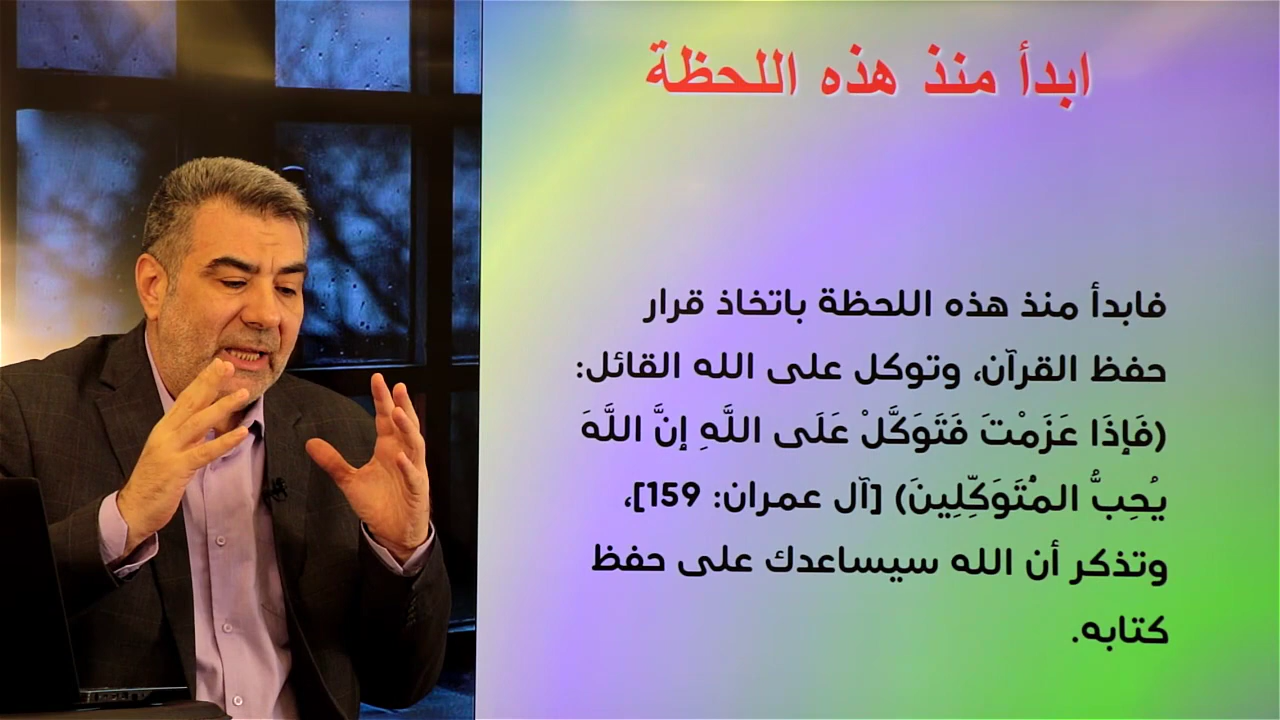 ابدأ منذ هذه اللحظة
فابدأ منذ هذه اللحظة باتخاذ قرار
حفظ القرآن، وتوكل على الله القائل:
(فَإِذَا عَزَمْتَ فَتَوَكَّلْ عَلَى اللَّهِ إِنَّ اللَّهَ
يُحِبُّ الْمُتَوَكِّلِينَ) [آل عمران: 159]،
وتذكر أن الله سيساعدك على حفظ
كتابه.